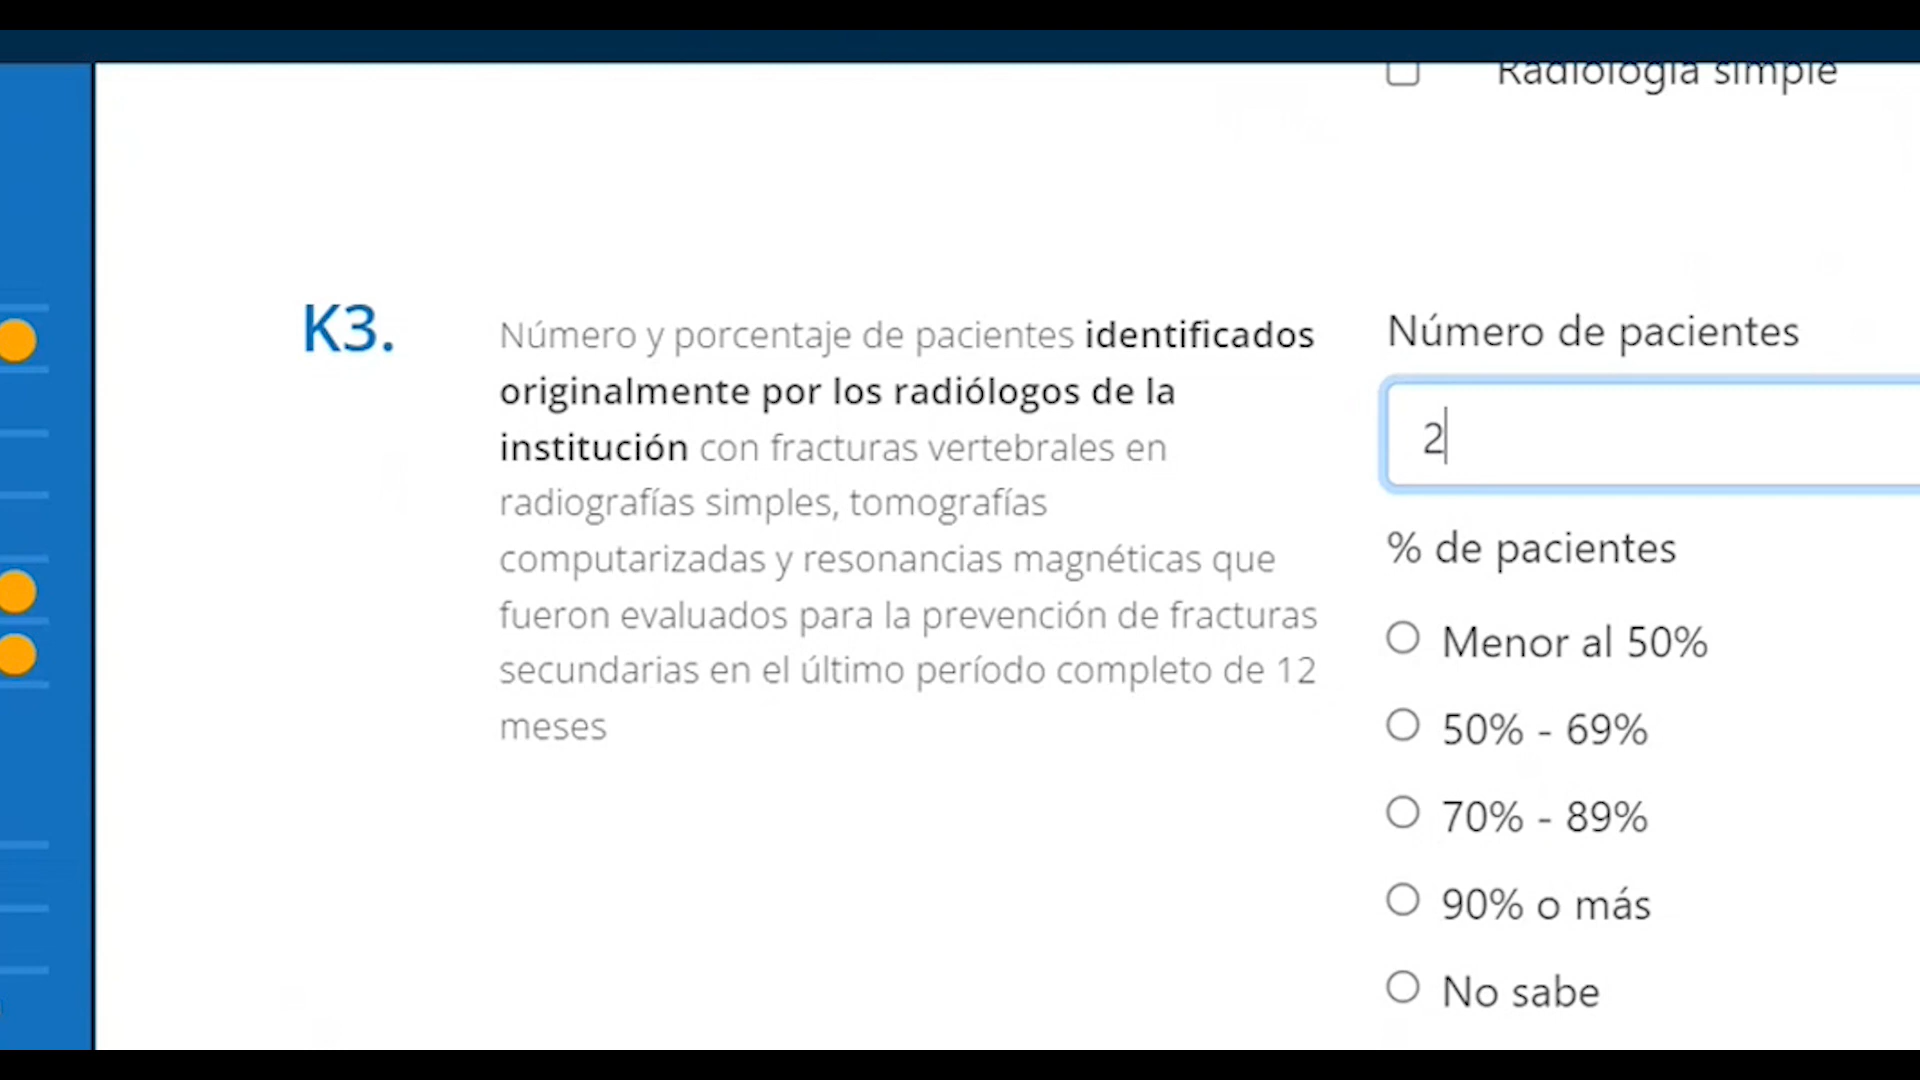 Radiología simple
K3.
Número y porcentaje de pacientes identificados
originalmente por los radiólogos de la
institución con fracturas vertebrales en
radiografías simples, tomografías
computarizadas y resonancias magnéticas que
fueron evaluados para la prevención de fracturas
secundarias en el último período completo de 12
meses
Número de pacientes
2
% de pacientes
Menor al 50%
50% - 69%
70% - 89%
90% o más
No sabe